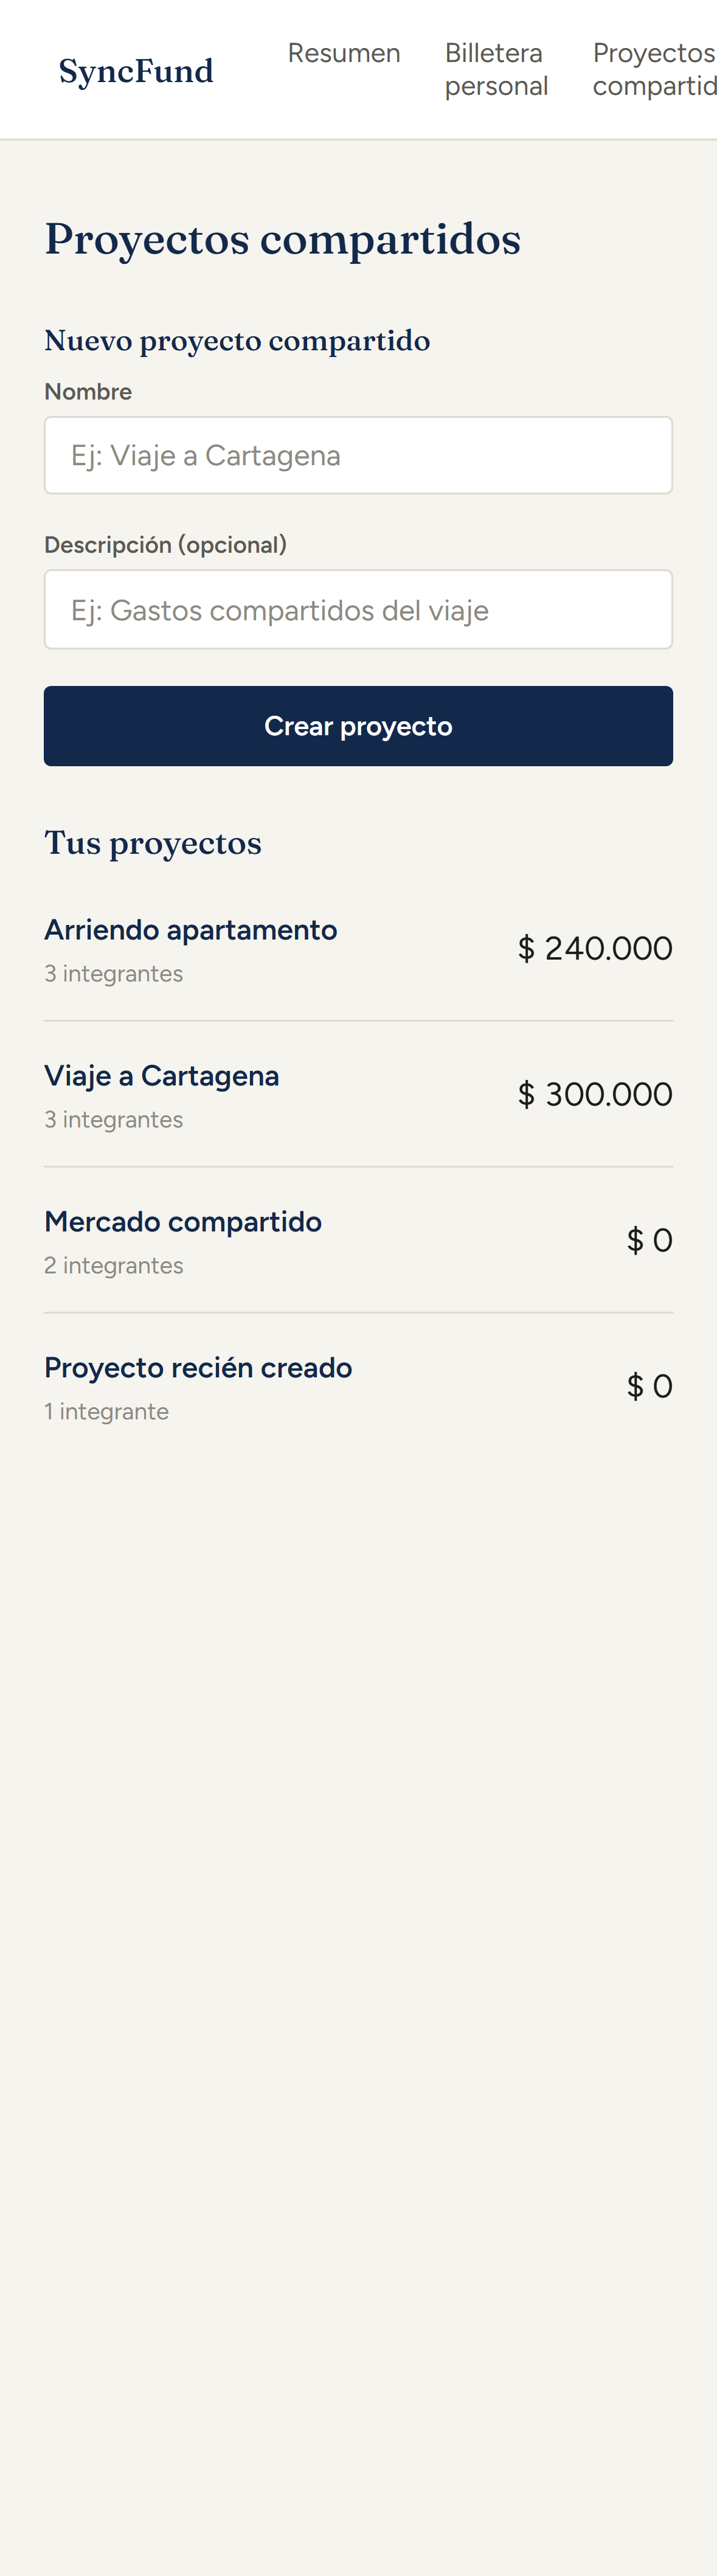 SyncFund
Resumen
Billetera
personal
Proyectos
compartid
Proyectos compartidos
Nuevo proyecto compartido
Nombre
Ej: Viaje a Cartagena
Descripción (opcional)
Ej: Gastos compartidos del viaje
Crear proyecto
Tus proyectos
Arriendo apartamento
3 integrantes
$ 240.000
Viaje a Cartagena
3 integrantes
$ 300.000
Mercado compartido
2 integrantes
$ 0
Proyecto recién creado
1 integrante
$ 0